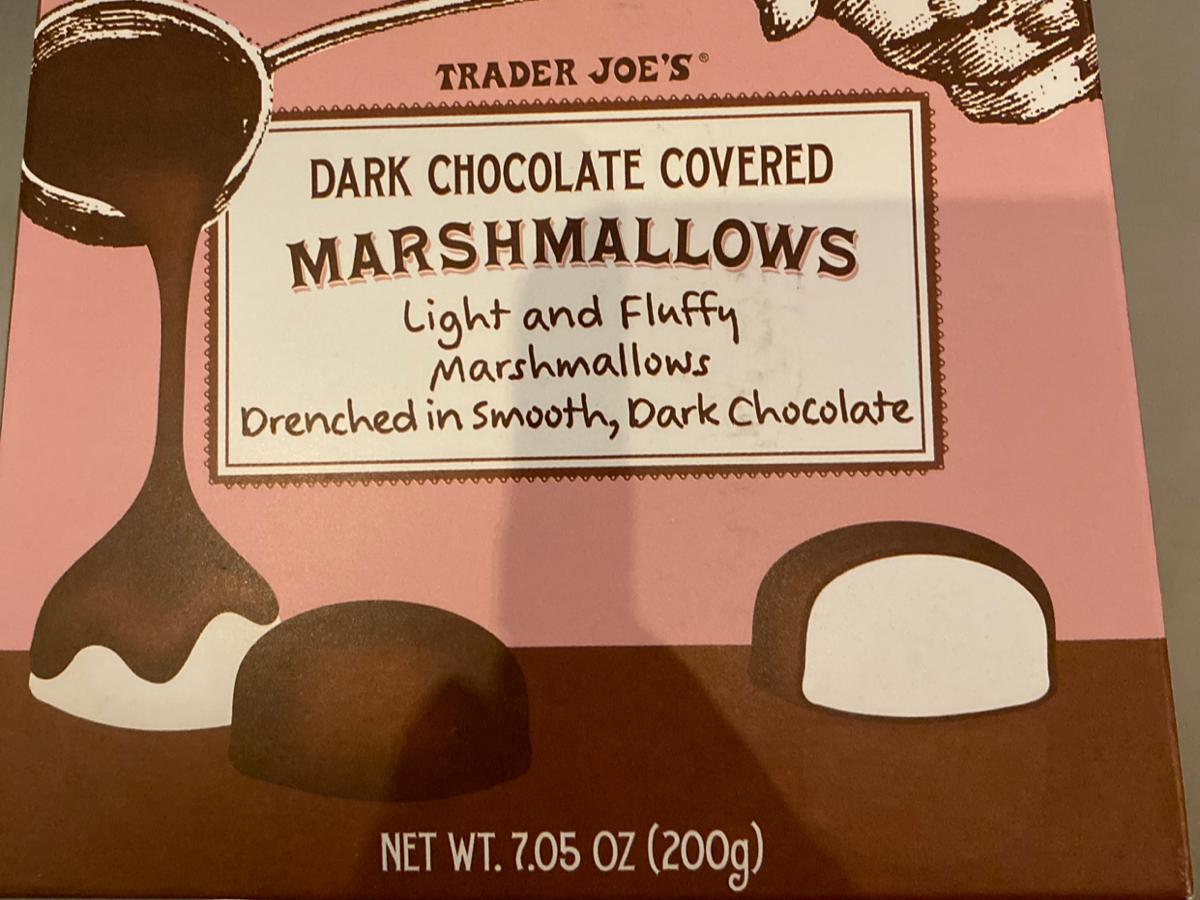 TRADER JOE'S®
DARK CHOCOLATE COVERED
MARSHMALLOWS
Light and Fluffy
Marshmallows
Drenched in Smooth, Dark Chocolate
NET WT. 7.05 OZ (200g)